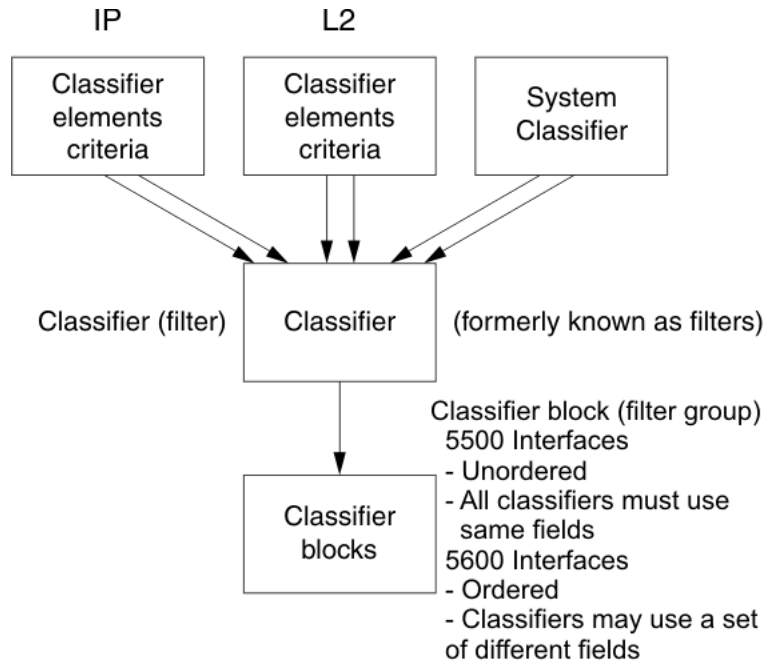 IP
L2
Classifier
elements
criteria
Classifier
elements
criteria
System
Classifier
Classifier (filter)
Classifier
(formerly known as filters)
Classifier
blocks
Classifier block (filter group)
5500 Interfaces
- Unordered
- All classifiers must use
same fields
5600 Interfaces
- Ordered
- Classifiers may use a set
of different fields